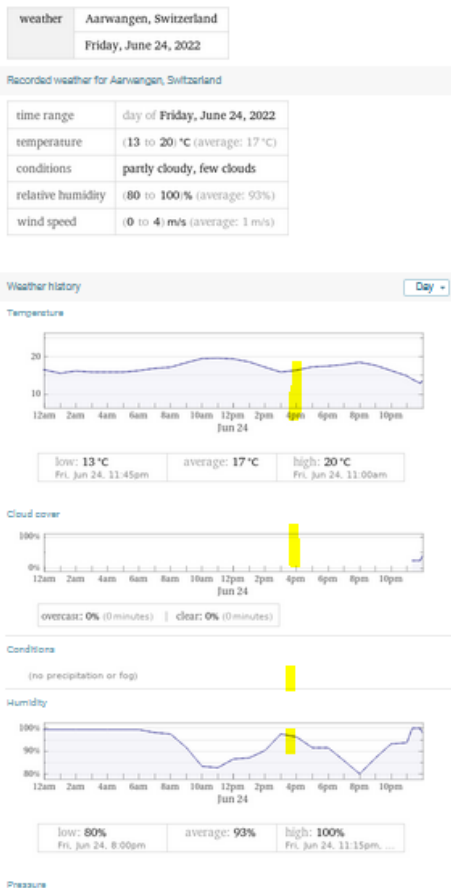 weather
Aarwangen, Switzerland
Friday, June 24, 2022
Recorded weather for Aarwangen, Switzerland
time range day of Friday, June 24, 2022
temperature (13 to 20) °C (average: 17 °C)
conditions partly cloudy, few clouds
relative humidity (80 to 100)% (average: 93%)
wind speed (0 to 4) m/s (average: 1 m/s)
Weather history Day
Temperature
20
10
12am 2am 4am 6am 8am 10am 12pm 2pm 4pm 6pm 8pm 10pm
Jun 24
low: 13 °C average: 17 °C high: 20 °C
Fri, Jun 24, 11:45pm Fri, Jun 24, 11:00am
Cloud cover
100%
0%
12am 2am 4am 6am 8am 10am 12pm 2pm 4pm 6pm 8pm 10pm
Jun 24
overcast: 0% (0 minutes) | clear: 0% (0 minutes)
Conditions
(no precipitation or fog)
Humidity
100%
90%
80%
12am 2am 4am 6am 8am 10am 12pm 2pm 4pm 6pm 8pm 10pm
Jun 24
low: 80% average: 93% high: 100%
Fri, Jun 24, 8:00pm Fri, Jun 24, 11:15pm, ...
Pressure